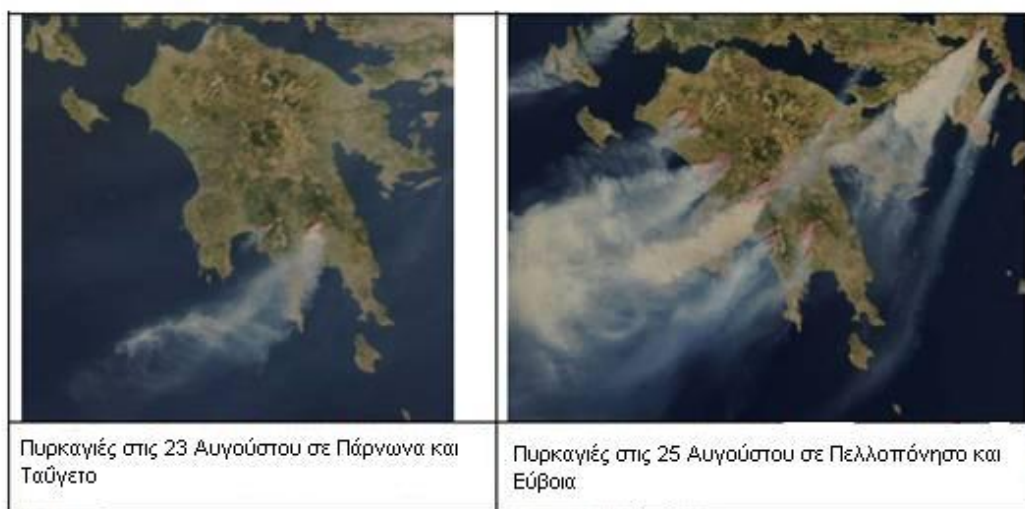 Πυρκαγιές στις 23 Αυγούστου σε Πάρνωνα και
Ταΰγετο
Πυρκαγιές στις 25 Αυγούστου σε Πελλοπόνησο και
Εύβοια